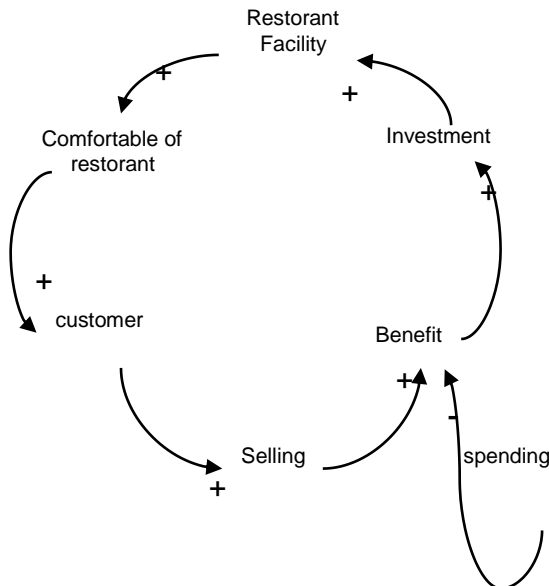 Restorant
Facility
+
+
Comfortable of
restorant
Investment
+
+
customer
Benefit
+
-
Selling
spending
+